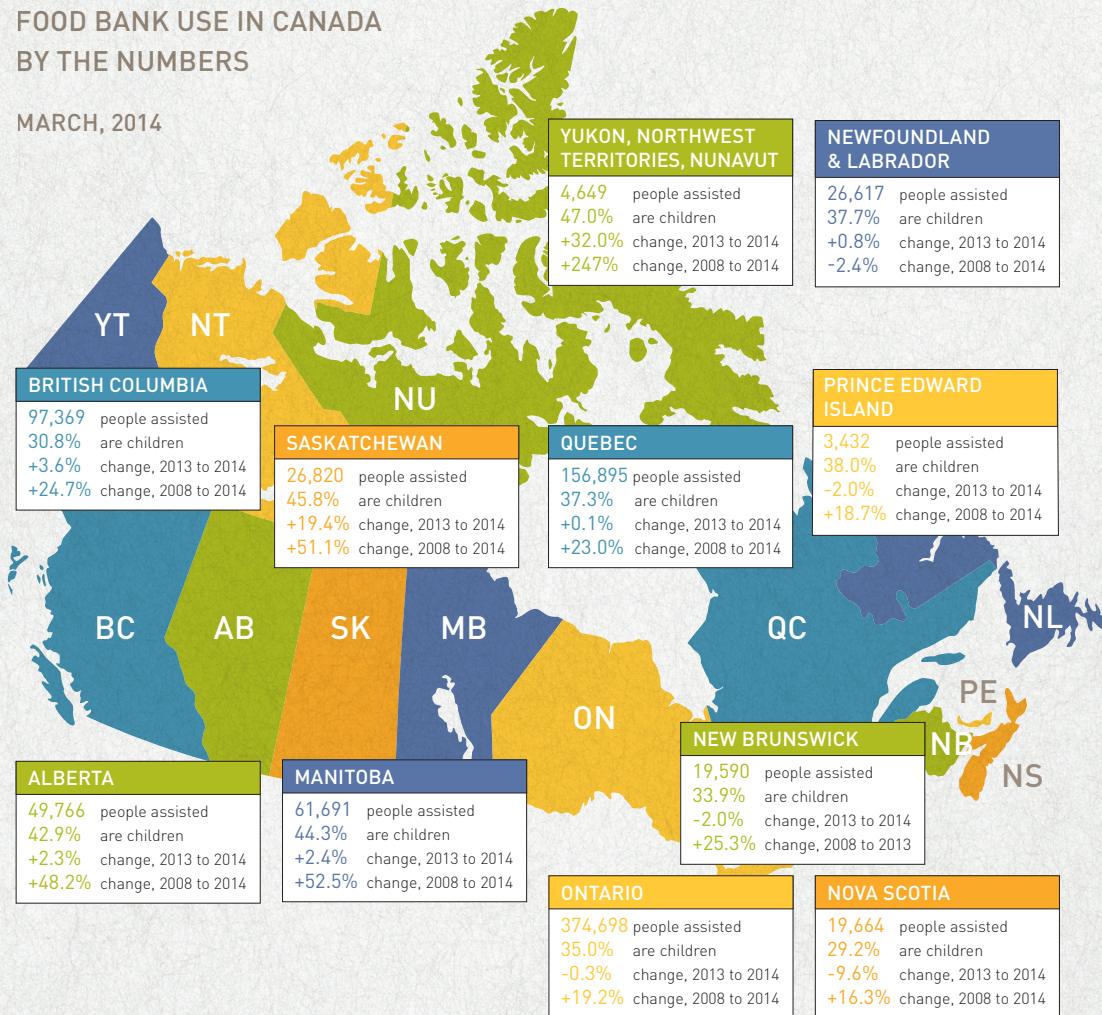 FOOD BANK USE IN CANADA
BY THE NUMBERS
MARCH, 2014
YUKON, NORTHWEST
TERRITORIES, NUNAVUT
4,649 people assisted
47.0% are children
+32.0% change, 2013 to 2014
+247% change, 2008 to 2014
NEWFOUNDLAND
& LABRADOR
26,617 people assisted
37.7% are children
+0.8% change, 2013 to 2014
-2.4% change, 2008 to 2014
YT
NT
NU
BRITISH COLUMBIA
97,369 people assisted
30.8% are children
+3.6% change, 2013 to 2014
+24.7% change, 2008 to 2014
SASKATCHEWAN
26,820 people assisted
45.8% are children
+19.4% change, 2013 to 2014
+51.1% change, 2008 to 2014
QUEBEC
156,895 people assisted
37.3% are children
+0.1% change, 2013 to 2014
+23.0% change, 2008 to 2014
PRINCE EDWARD
ISLAND
3,432 people assisted
38.0% are children
-2.0% change, 2013 to 2014
+18.7% change, 2008 to 2014
BC
AB
SK
MB
ON
QC
NL
PE
NB
NS
ALBERTA
49,766 people assisted
42.9% are children
+2.3% change, 2013 to 2014
+48.2% change, 2008 to 2014
MANITOBA
61,691 people assisted
44.3% are children
+2.4% change, 2013 to 2014
+52.5% change, 2008 to 2014
NEW BRUNSWICK
19,590 people assisted
33.9% are children
-2.0% change, 2013 to 2014
+25.3% change, 2008 to 2013
ONTARIO
374,698 people assisted
35.0% are children
-0.3% change, 2013 to 2014
+19.2% change, 2008 to 2014
NOVA SCOTIA
19,664 people assisted
29.2% are children
-9.6% change, 2013 to 2014
+16.3% change, 2008 to 2014